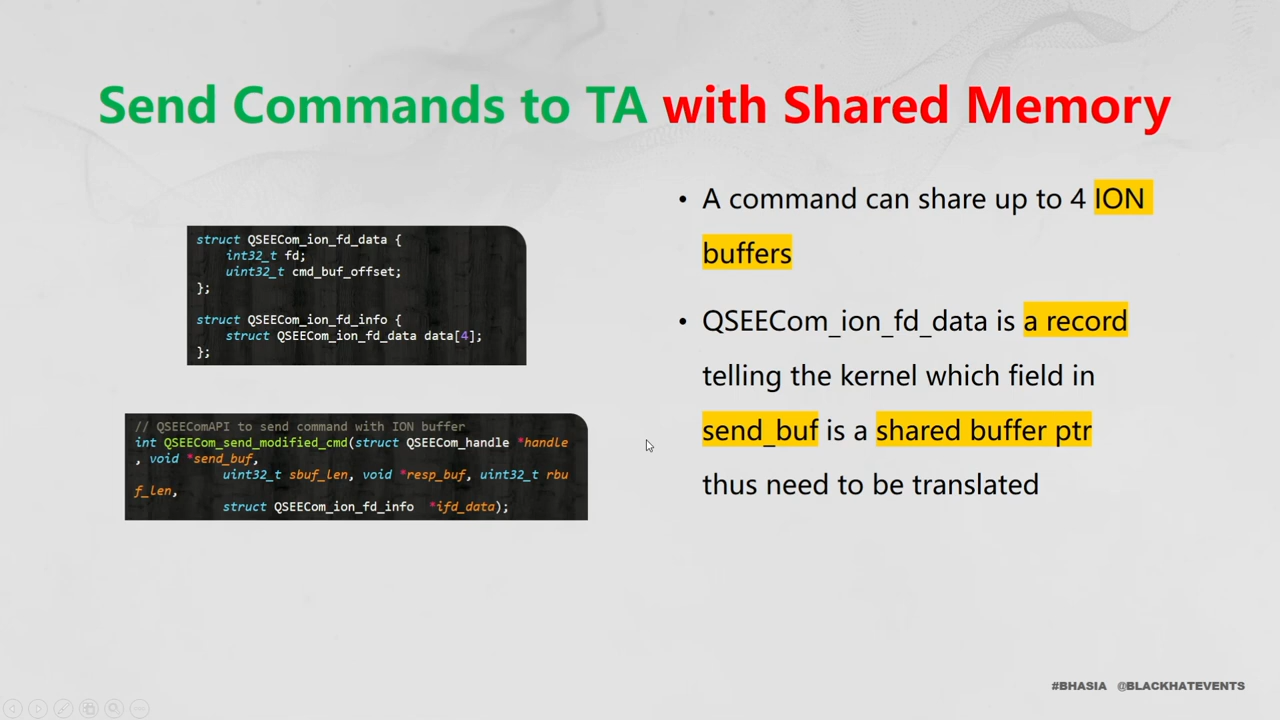 Send Commands to TA with Shared Memory
struct QSEECom_ion_fd_data {
int32_t fd;
uint32_t cmd_buf_offset;
};
struct QSEECom_ion_fd_info {
struct QSEECom_ion_fd_data data[4];
};
// QSEEComAPI to send command with ION buffer
int QSEECom_send_modified_cmd(struct QSEECom_handle *handle
, void *send_buf,
uint32_t sbuf_len, void *resp_buf, uint32_t rbu
f_len,
struct QSEECom_ion_fd_info *ifd_data);
• A command can share up to 4 ION
buffers
• QSEECom_ion_fd_data is a record
telling the kernel which field in
send_buf is a shared buffer ptr
thus need to be translated
#BHASIA @BLACKHATEVENTS